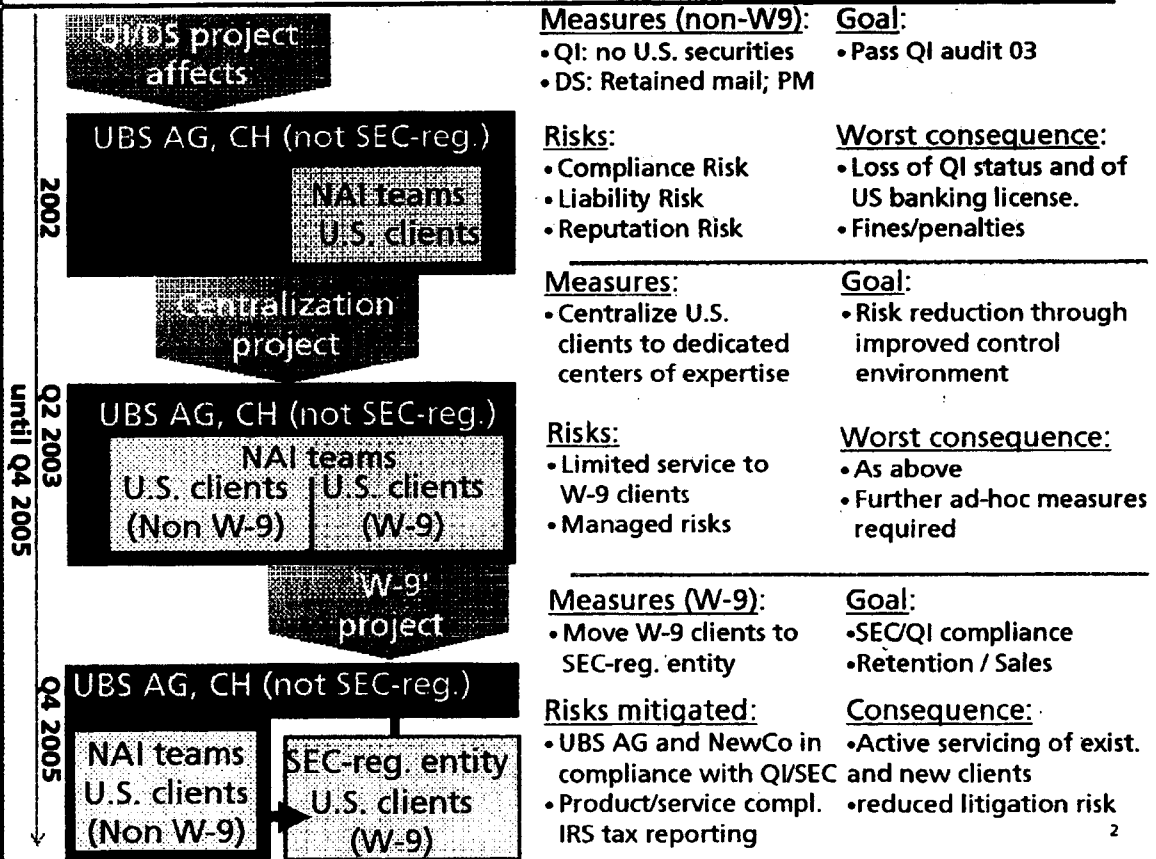 QI/DS project
affects
Measures (non-W9):
• QI: no U.S. securities
• DS: Retained mail; PM
Goal:
• Pass QI audit 03
2002
UBS AG, CH (not SEC-reg.)
NAI teams
U.S. clients
Risks:
• Compliance Risk
• Liability Risk
• Reputation Risk
Worst consequence:
• Loss of QI status and of
US banking license.
• Fines/penalties
Centralization
project
Measures:
• Centralize U.S.
clients to dedicated
centers of expertise
Goal:
• Risk reduction through
improved control
environment
Q2 2003
until Q4 2005
UBS AG, CH (not SEC-reg.)
NAI teams
U.S. clients
(Non W-9)
U.S. clients
(W-9)
Risks:
• Limited service to
W-9 clients
• Managed risks
Worst consequence:
• As above
• Further ad-hoc measures
required
'W-9'
project
Measures (W-9):
• Move W-9 clients to
SEC-reg. entity
Goal:
•SEC/QI compliance
•Retention / Sales
Q4 2005
UBS AG, CH (not SEC-reg.)
NAI teams
U.S. clients
(Non W-9)
SEC-reg. entity
U.S. clients
(W-9)
Risks mitigated:
• UBS AG and NewCo in
compliance with QI/SEC
• Product/service compl.
IRS tax reporting
Consequence:
•Active servicing of exist.
and new clients
•reduced litigation risk
2